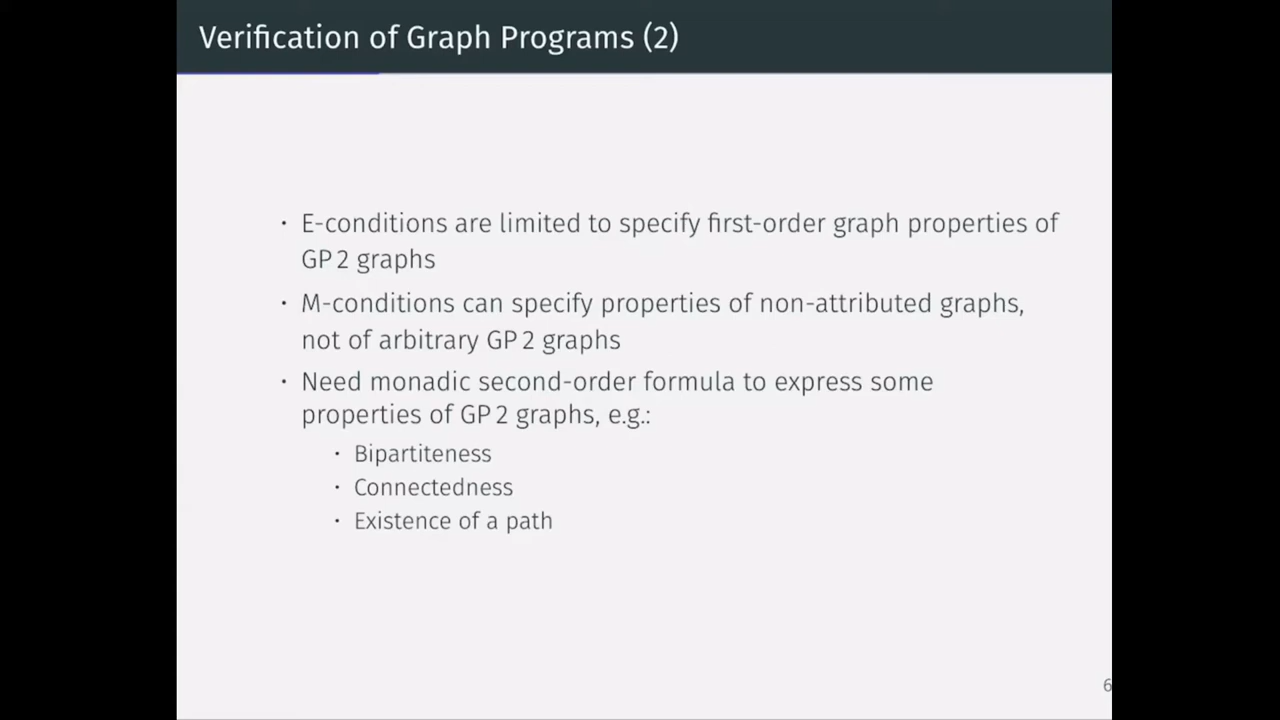 Verification of Graph Programs (2)
· E-conditions are limited to specify first-order graph properties of
GP 2 graphs
· M-conditions can specify properties of non-attributed graphs,
not of arbitrary GP 2 graphs
· Need monadic second-order formula to express some
properties of GP 2 graphs, e.g.:
· Bipartiteness
· Connectedness
· Existence of a path
6